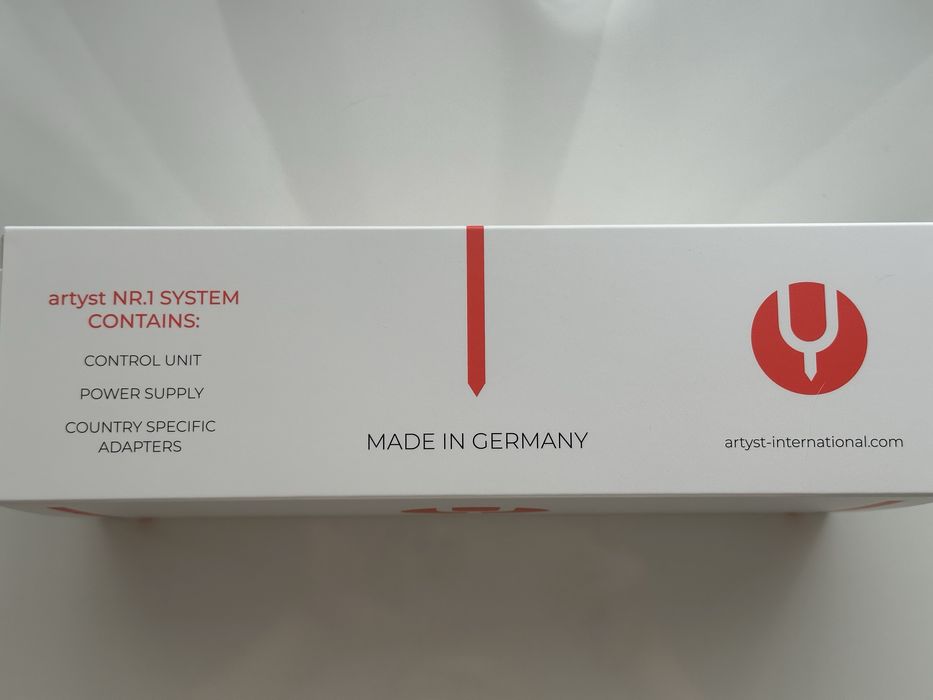 artyst NR.1 SYSTEM
CONTAINS:
CONTROL UNIT
POWER SUPPLY
COUNTRY SPECIFIC
ADAPTERS
MADE IN GERMANY
artyst-international.com